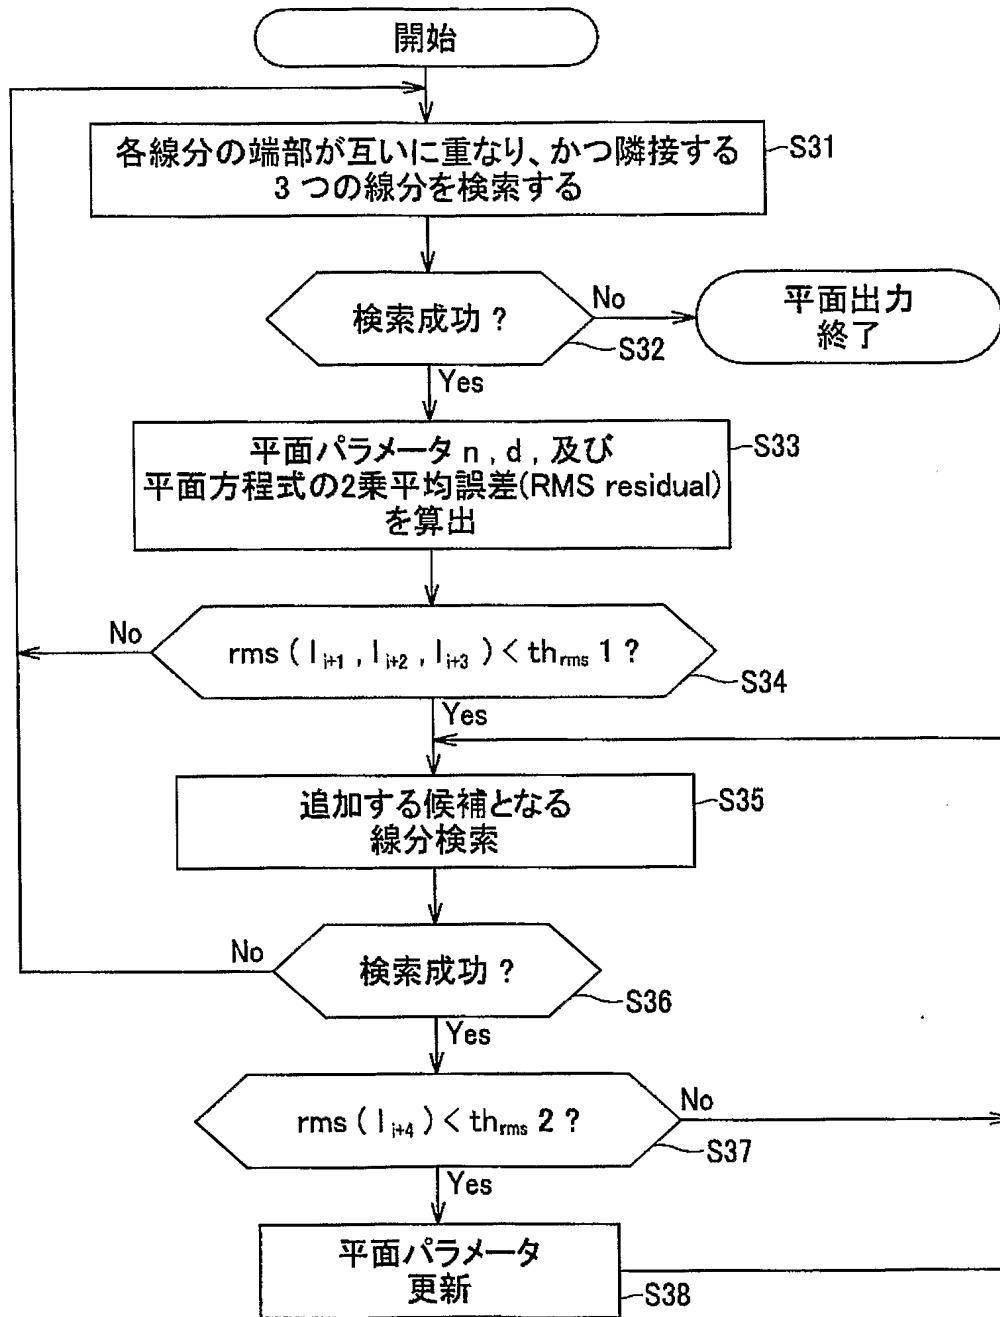 開始
各線分の端部が互いに重なり、かつ隣接する
3つの線分を検索する
S31
検索成功?
No
S32
平面出力
終了
Yes
平面パラメータn,d,及び
平面方程式の2乗平均誤差(RMS residual)
を算出
S33
No
rms(l_{i+1},l_{i+2},l_{i+3})<th_{rms}1?
S34
Yes
追加する候補となる
線分検索
S35
No
検索成功?
S36
Yes
rms(l_{i+4})<th_{rms}2?
No
S37
Yes
平面パラメータ
更新
S38